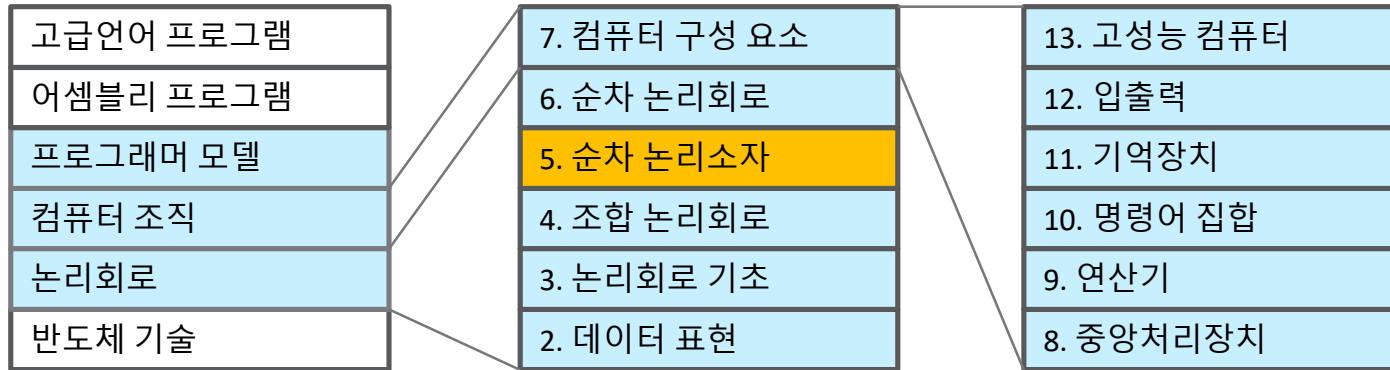 고급언어 프로그램
어셈블리 프로그램
프로그래머 모델
컴퓨터 조직
논리회로
반도체 기술
7. 컴퓨터 구성 요소
6. 순차 논리회로
5. 순차 논리소자
4. 조합 논리회로
3. 논리회로 기초
2. 데이터 표현
13. 고성능 컴퓨터
12. 입출력
11. 기억장치
10. 명령어 집합
9. 연산기
8. 중앙처리장치